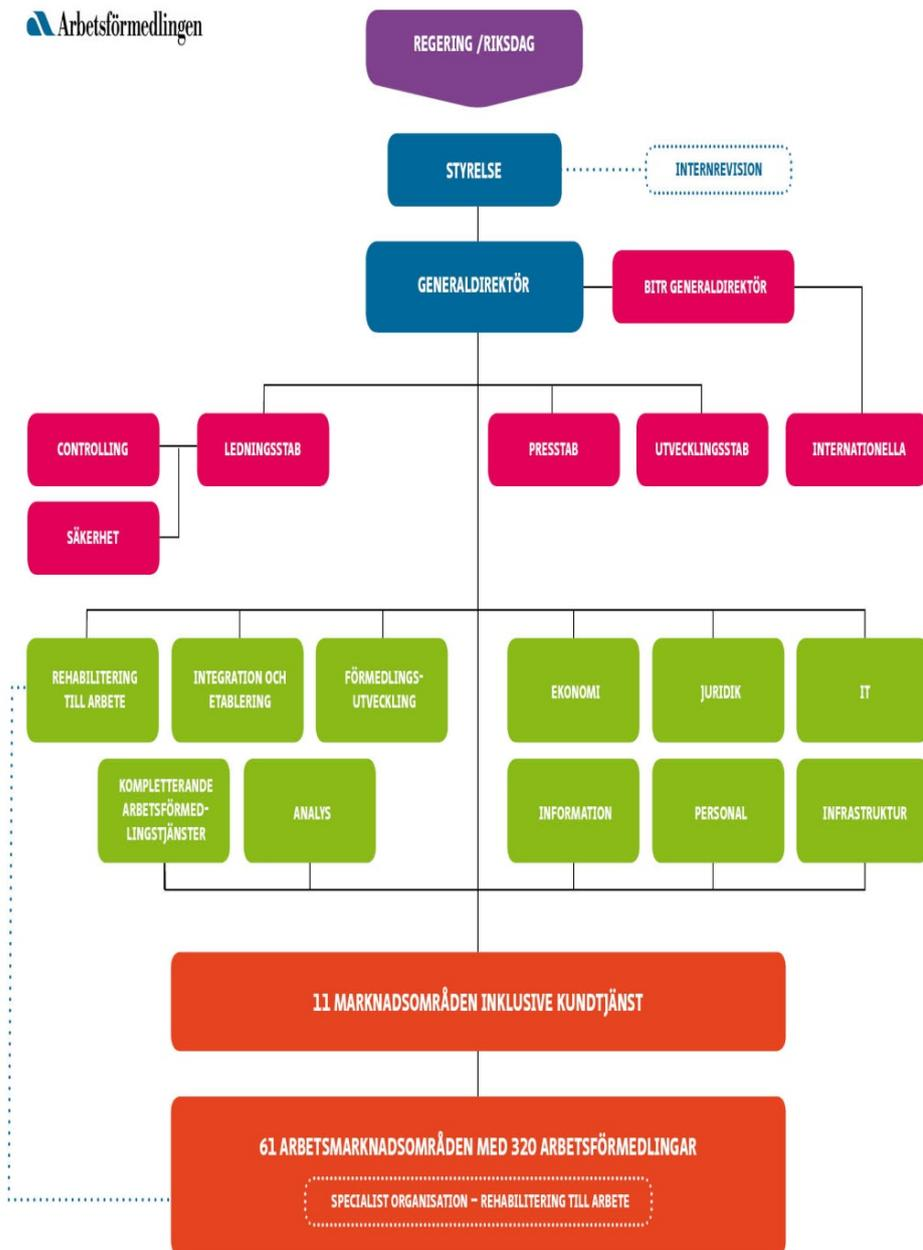 Arbetsförmedlingen
REGERING /RIKSDAG
STYRELSE
INTERNREVISION
GENERALDIREKTÖR
BITR GENERALDIREKTÖR
CONTROLLING
LEDNINGSSTAB
PRESSTAB
UTVECKLINGSSTAB
INTERNATIONELLA
SÄKERHET
REHABILITERING
TILL ARBETE
INTEGRATION OCH
ETABLERING
FÖRMEDLINGS-
UTVECKLING
EKONOMI
JURIDIK
IT
KOMPLETTERANDE
ARBETSFÖRMED-
LINGSTJÄNSTER
ANALYS
INFORMATION
PERSONAL
INFRASTRUKTUR
11 MARKNADSOMRÅDEN INKLUSIVE KUNDTJÄNST
61 ARBETSMARKNADSOMRÅDEN MED 320 ARBETSFÖRMEDLINGAR
SPECIALIST ORGANISATION – REHABILITERING TILL ARBETE